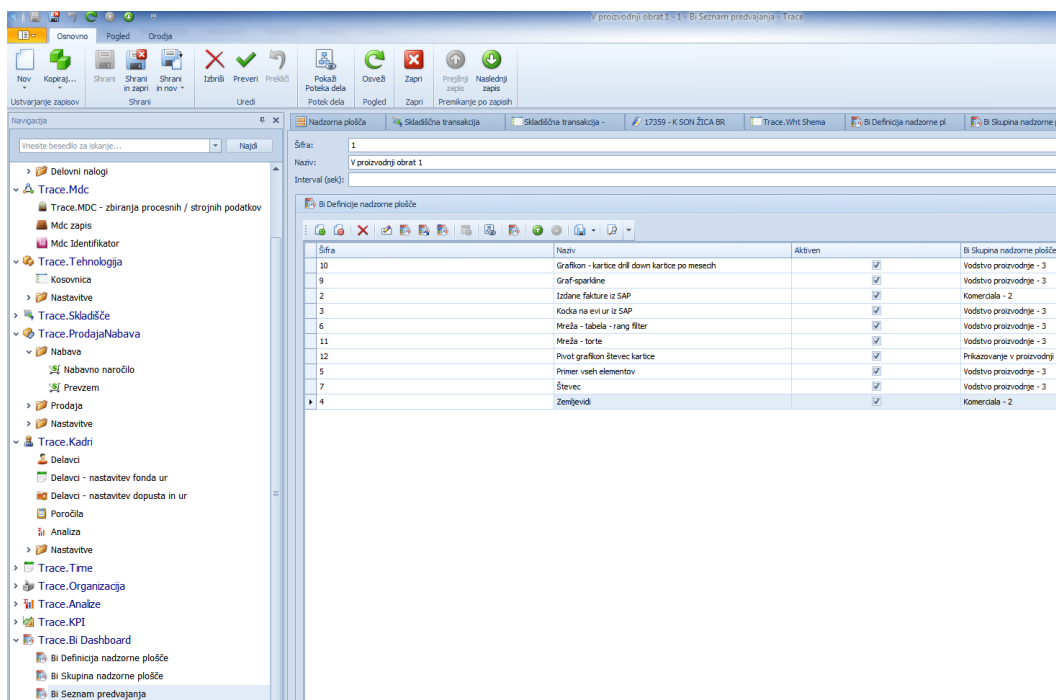 V proizvodnji obrat 1 - 1 - Bi Seznam predvajanja - Trace
Osnovno Pogled Orodja
Nov Kopiraj... Shrani Shrani in zapri Shrani in nov Izbriši Preveri Prekliči Pokaži Poteka dela Osveži Zapri Prejšnji zapis Naslednji zapis
Ustvarjanje zapisov Shrani Uredi Potek dela Pogled Zapri Premikanje po zapisih
Navigacija
Vnesite besedilo za iskanje... Najdi
Delovni nalogi
Trace.Mdc
Trace.MDC - zbiranja procesnih / strojnih podatkov
Mdc zapis
Mdc Identifikator
Trace.Tehnologija
Kosovnica
Nastavitve
Trace.Skladišče
Trace.ProdajaNabava
Nabava
Nabavno naročilo
Prevzem
Prodaja
Nastavitve
Trace.Kadri
Delavci
Delavci - nastavitev fonda ur
Delavci - nastavitev dopusta in ur
Poročila
Analiza
Nastavitve
Trace.Time
Trace.Organizacija
Trace.Analize
Trace.KPI
Trace.Bi Dashboard
Bi Definicija nadzorne plošče
Bi Skupina nadzorne plošče
Bi Seznam predvajanja
Nadzorna plošča Skladiščna transakcija Skladiščna transakcija - 17359 - K SON ŽICA BR Trace.Wht Shema Bi Definicija nadzorne pl Bi Skupina nadzorne
Šifra: 1
Naziv: V proizvodnji obrat 1
Interval (sek):
Bi Definicije nadzorne plošče
Šifra Naziv Aktiven Bi Skupina nadzorne plošče
10 Grafikon - kartice drill down kartice po mesecih Vodstvo proizvodnje - 3
9 Graf-sparkline Vodstvo proizvodnje - 3
2 Izdane fakture iz SAP Komerciala - 2
3 Kocka na evi ur iz SAP Vodstvo proizvodnje - 3
6 Mreža - tabela - rang filter Vodstvo proizvodnje - 3
11 Mreža - torte Vodstvo proizvodnje - 3
12 Pivot grafikon števec kartice Prikazovanje v proizvodnji
5 Primer vseh elementov Vodstvo proizvodnje - 3
7 Števec Vodstvo proizvodnje - 3
4 Zemljevidi Komerciala - 2